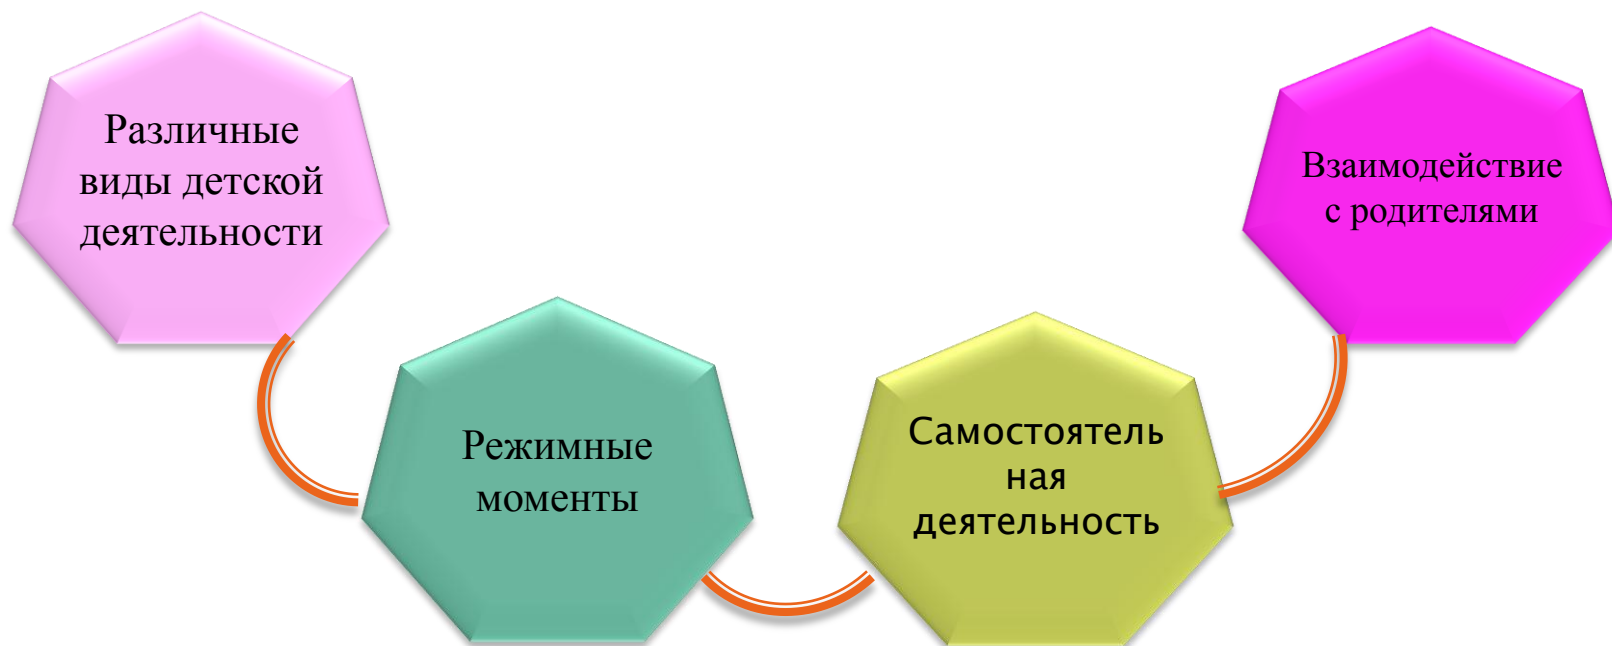 Различные
виды детской
деятельности
Режимные
моменты
Самостоятель
ная
деятельность
Взаимодействие
с родителями